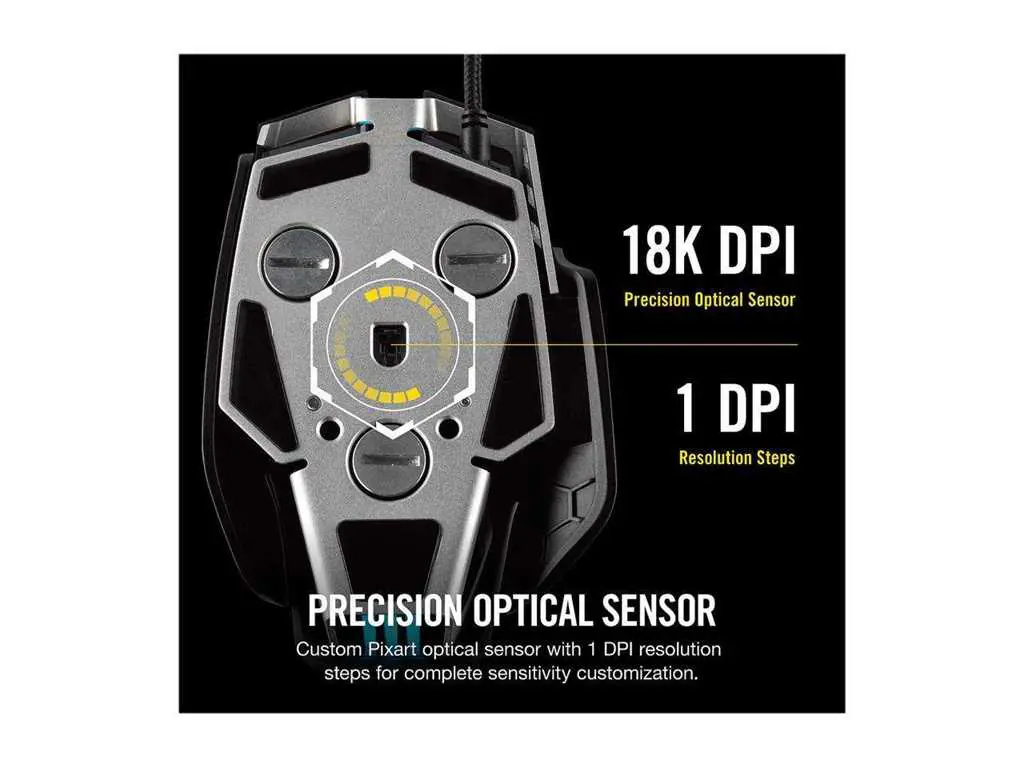 18K DPI
Precision Optical Sensor
1 DPI
Resolution Steps
PRECISION OPTICAL SENSOR
Custom Pixart optical sensor with 1 DPI resolution
steps for complete sensitivity customization.